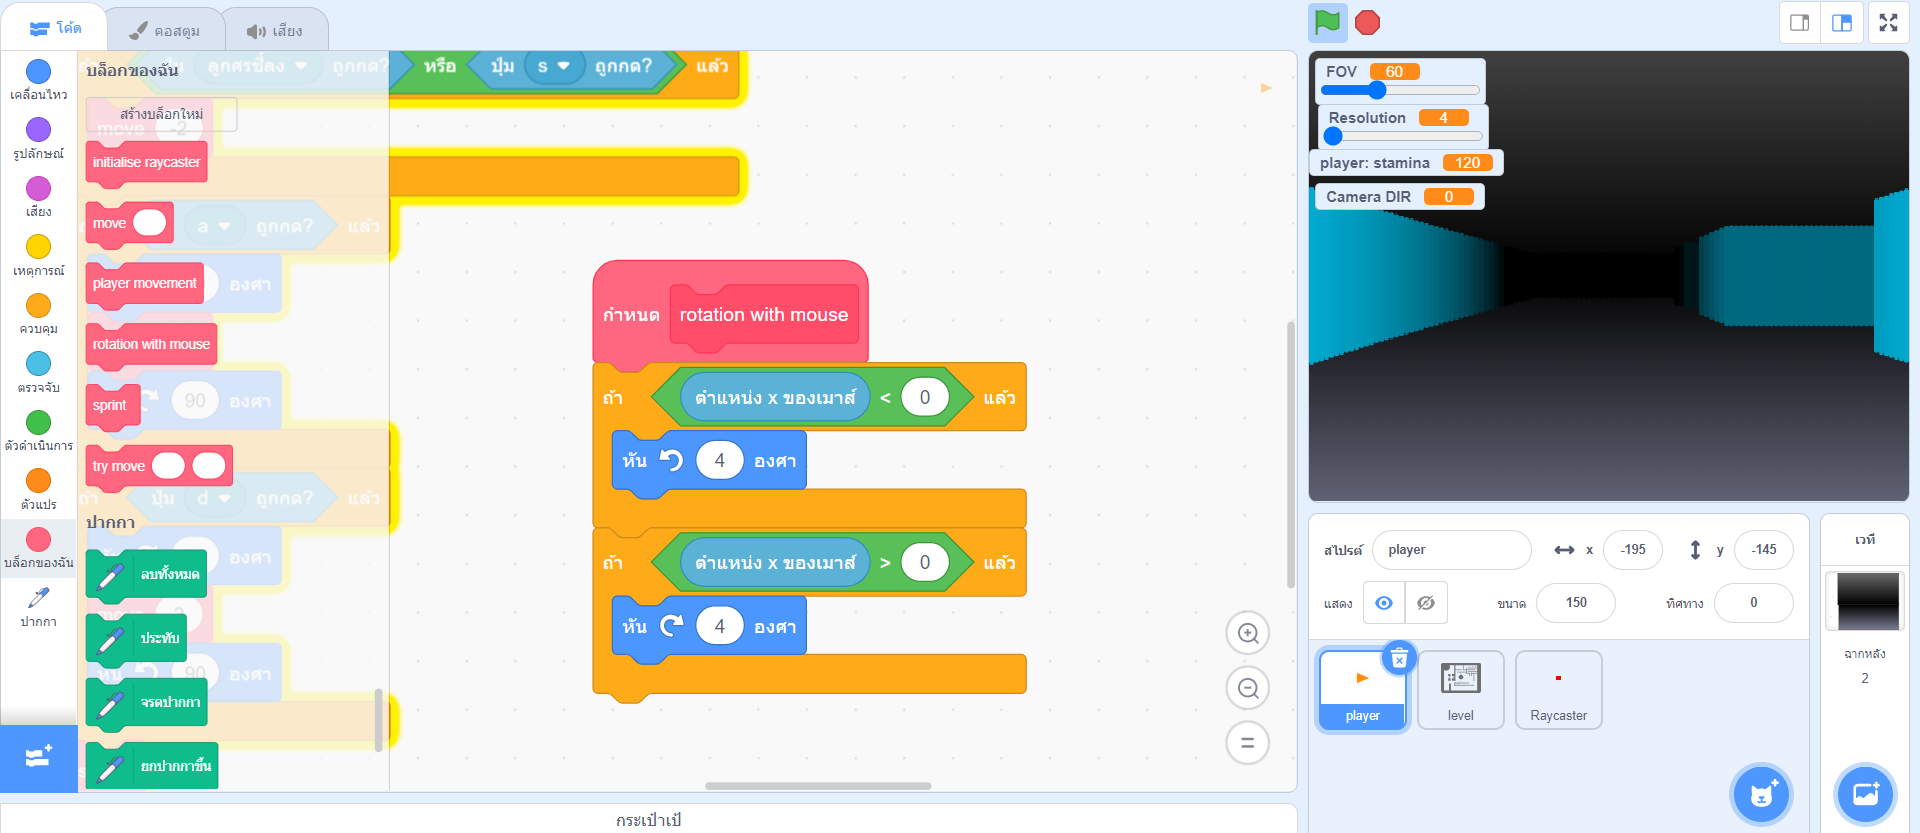 โค้ด
คอสตูม
เสียง
FOV 60
Resolution 4
player: stamina 120
Camera DIR 0
เคลื่อนไหว
รูปลักษณ์
เสียง
เหตุการณ์
ควบคุม
ตรวจจับ
ตัวดำเนินการ
ตัวแปร
บล็อกของฉัน
ปากกา
บล็อกของฉัน
สร้างบล็อกใหม่
initialise raycaster
move
player movement
rotation with mouse
sprint
try move
ปากกา
ลบทั้งหมด
ประทับ
จรดปากกา
ยกปากกาขึ้น
ลูกศรชี้ลง ถูกกด? หรือ ปุ่ม s ถูกกด? แล้ว
move -2
a ถูกกด? แล้ว
องศา
90 องศา
ถ้า ปุ่ม d ถูกกด? แล้ว
หัน องศา
หัน 90 องศา
กำหนด rotation with mouse
ถ้า ตำแหน่ง x ของเมาส์ < 0 แล้ว
หัน 4 องศา
ถ้า ตำแหน่ง x ของเมาส์ > 0 แล้ว
หัน 4 องศา
กระเป๋าเป้
สไปรต์ player x -195 y -145
แสดง ขนาด 150 ทิศทาง 0
player
level
Raycaster
เวที
ฉากหลัง
2